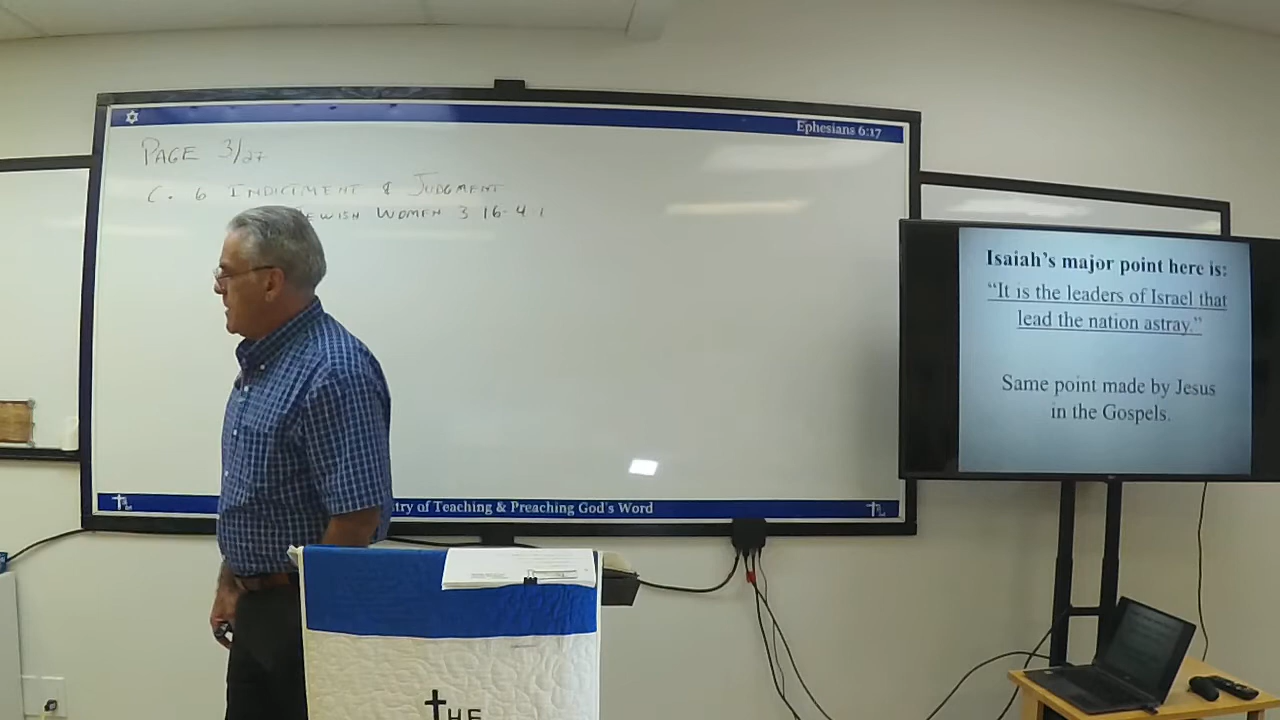 Ephesians 6:17
PAGE 3/27
C. 6 INDICTMENT & JUDGMENT
EWISH WOMEN 3 16-4 1
try of Teaching & Preaching God's Word
Isaiah's major point here is:
"It is the leaders of Israel that
lead the nation astray."
Same point made by Jesus
in the Gospels.
THE